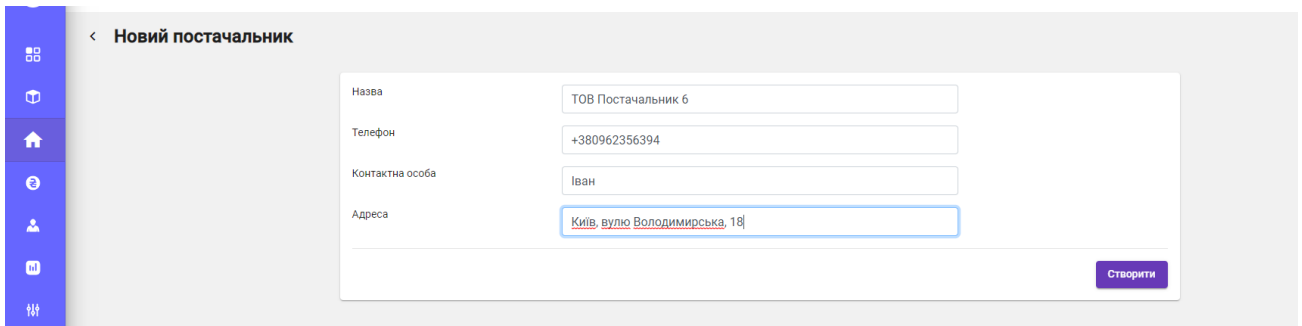 Новий постачальник
Назва
ТОВ Постачальник 6
Телефон
+380962356394
Контактна особа
Іван
Адреса
Київ, вулю Володимирська, 18
Створити